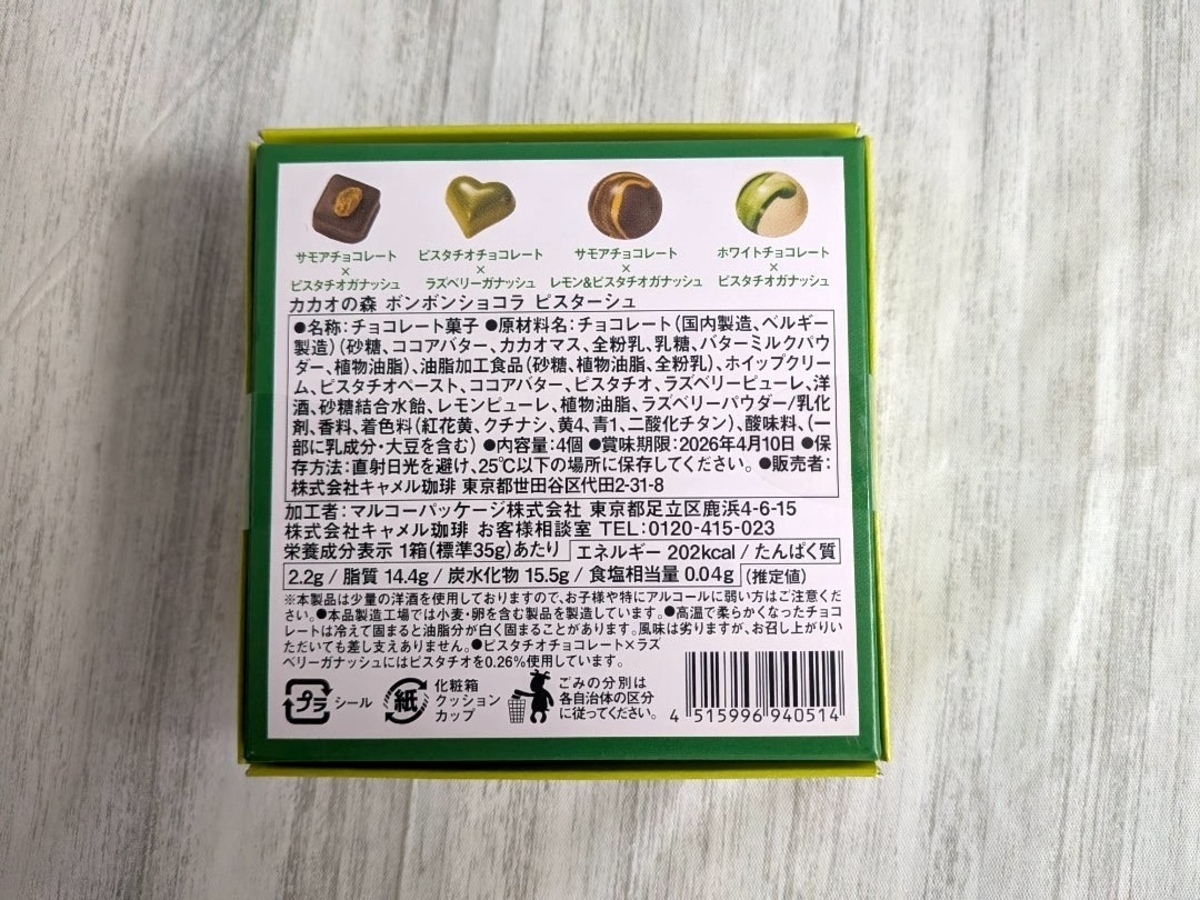 サモアチョコレート
×
ピスタチオガナッシュ
ピスタチオチョコレート
×
ラズベリーガナッシュ
サモアチョコレート
×
レモン&ピスタチオガナッシュ
ホワイトチョコレート
×
ピスタチオガナッシュ
カカオの森 ボンボンショコラ ピスターシュ
●名称:チョコレート菓子 ●原材料名:チョコレート(国内製造、ベルギー
製造)(砂糖、ココアバター、カカオマス、全粉乳、乳糖、バターミルクパウ
ダー、植物油脂)、油脂加工食品(砂糖、植物油脂、全粉乳)、ホイップクリー
ム、ピスタチオペースト、ココアバター、ピスタチオ、ラズベリーピューレ、洋
酒、砂糖結合水飴、レモンピューレ、植物油脂、ラズベリーパウダー/乳化
剤、香料、着色料(紅花黄、クチナシ、黄4、青1、二酸化チタン)、酸味料、(一
部に乳成分・大豆を含む) ●内容量:4個 ●賞味期限:2026年4月10日 ●保
存方法:直射日光を避け、25℃以下の場所に保存してください。 ●販売者:
株式会社キャメル珈琲 東京都世田谷区代田2-31-8
加工者:マルコーパッケージ株式会社 東京都足立区鹿浜4-6-15
株式会社キャメル珈琲 お客様相談室 TEL:0120-415-023
栄養成分表示 1箱(標準35g)あたり エネルギー 202kcal / たんぱく質
2.2g / 脂質 14.4g / 炭水化物 15.5g / 食塩相当量 0.04g (推定値)
※本製品は少量の洋酒を使用しておりますので、お子様や特にアルコールに弱い方はご注意くださ
い。●本品製造工場では小麦・卵を含む製品を製造しています。●高温で柔らかくなったチョコ
レートは冷えて固まると油脂分が白く固まることがあります。風味は劣りますが、お召し上がりい
ただいても差し支えありません。●ピスタチオチョコレート×ラズ
ベリーガナッシュにはピスタチオを0.26%使用しています。
プラ シール
紙 化粧箱
クッション
カップ
ごみの分別は
各自治体の区分
に従ってください。
4 515996 940514